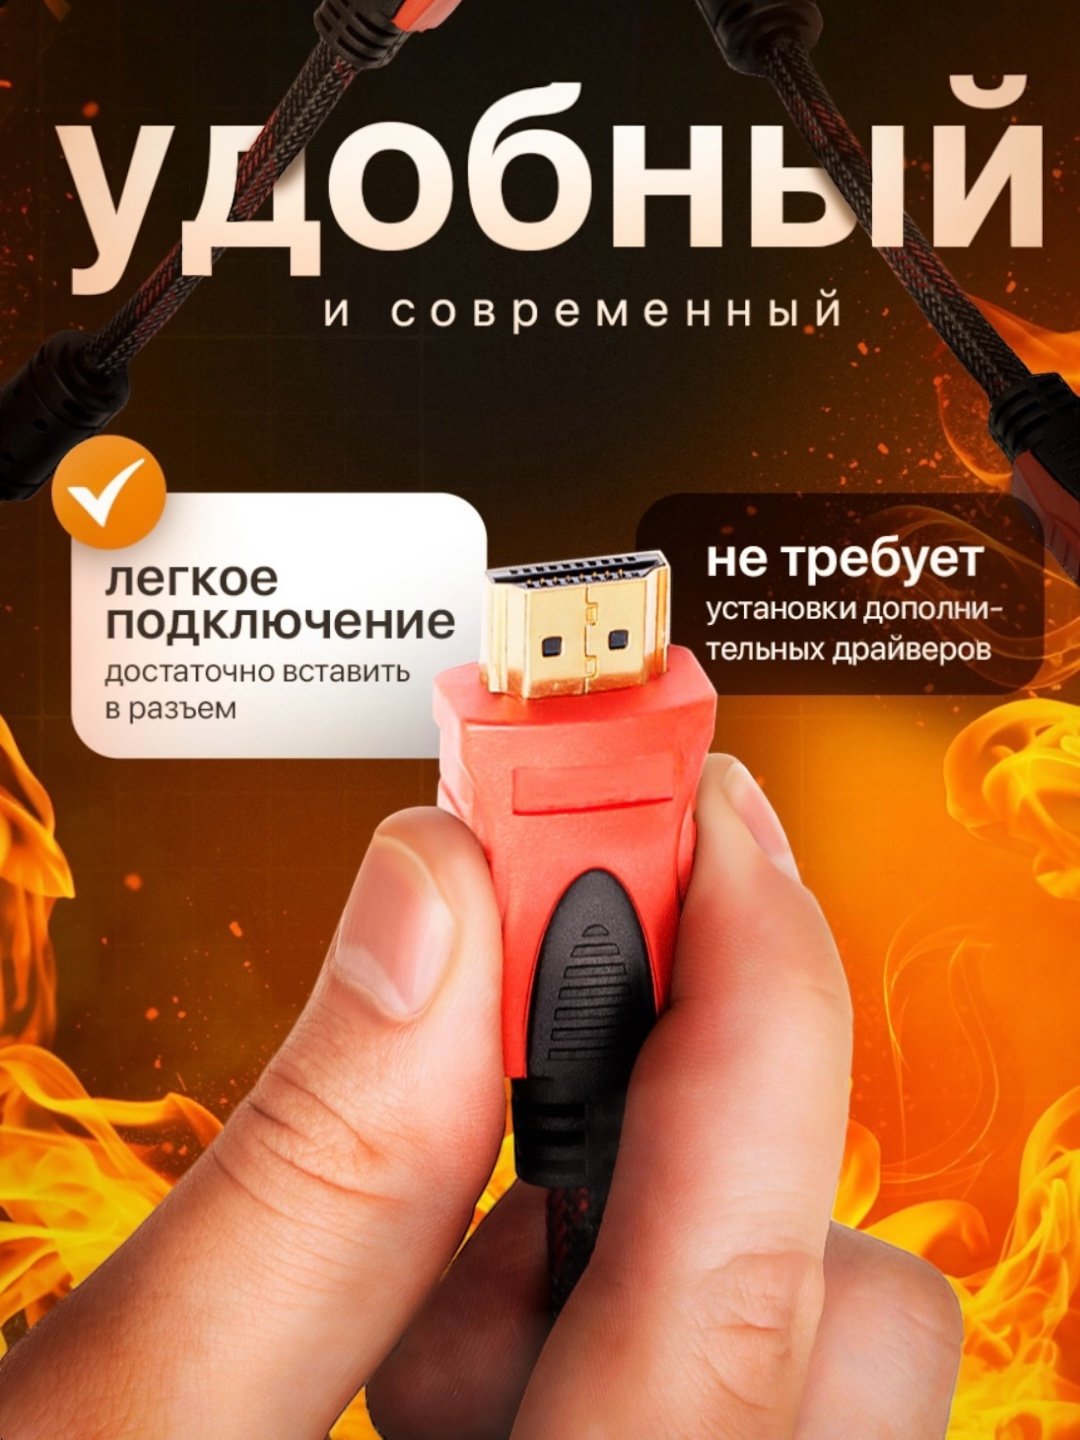 удобный
и современный
легкое
подключение
достаточно вставить
в разъем
не требует
установки дополни-
тельных драйверов